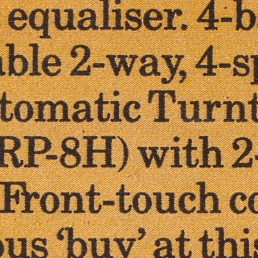 equaliser. 4-b
able 2-way, 4-sp
tomatic Turnt
RP-8H) with 2-
Front-touch co
ous ‘buy’ at this